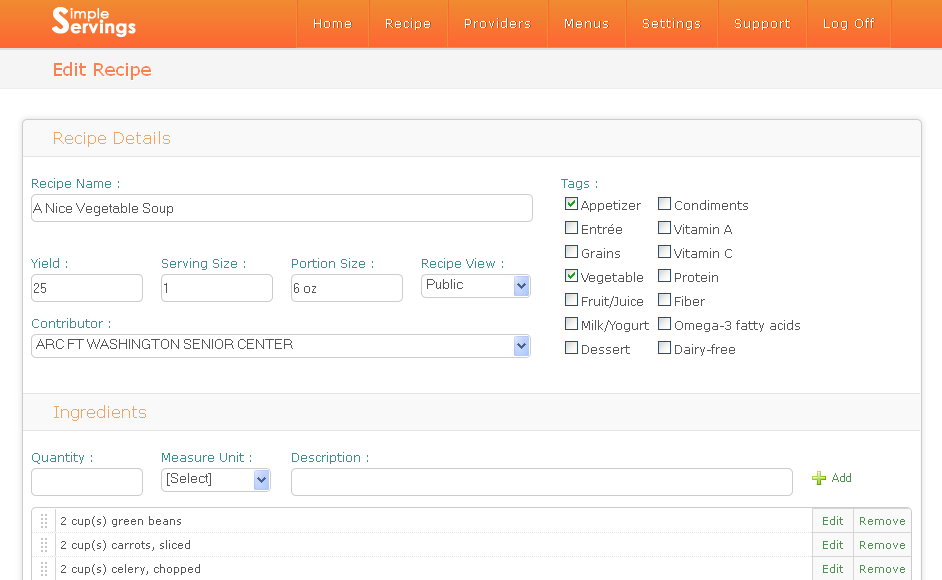 Simple
Servings
Home Recipe Providers Menus Settings Support Log Off
Edit Recipe
Recipe Details
Recipe Name :
A Nice Vegetable Soup
Yield : Serving Size : Portion Size : Recipe View :
25 1 6 oz Public
Contributor :
ARC FT WASHINGTON SENIOR CENTER
Tags :
Appetizer Condiments
Entrée Vitamin A
Grains Vitamin C
Vegetable Protein
Fruit/Juice Fiber
Milk/Yogurt Omega-3 fatty acids
Dessert Dairy-free
Ingredients
Quantity : Measure Unit : Description :
[Select] Add
2 cup(s) green beans Edit Remove
2 cup(s) carrots, sliced Edit Remove
2 cup(s) celery, chopped Edit Remove